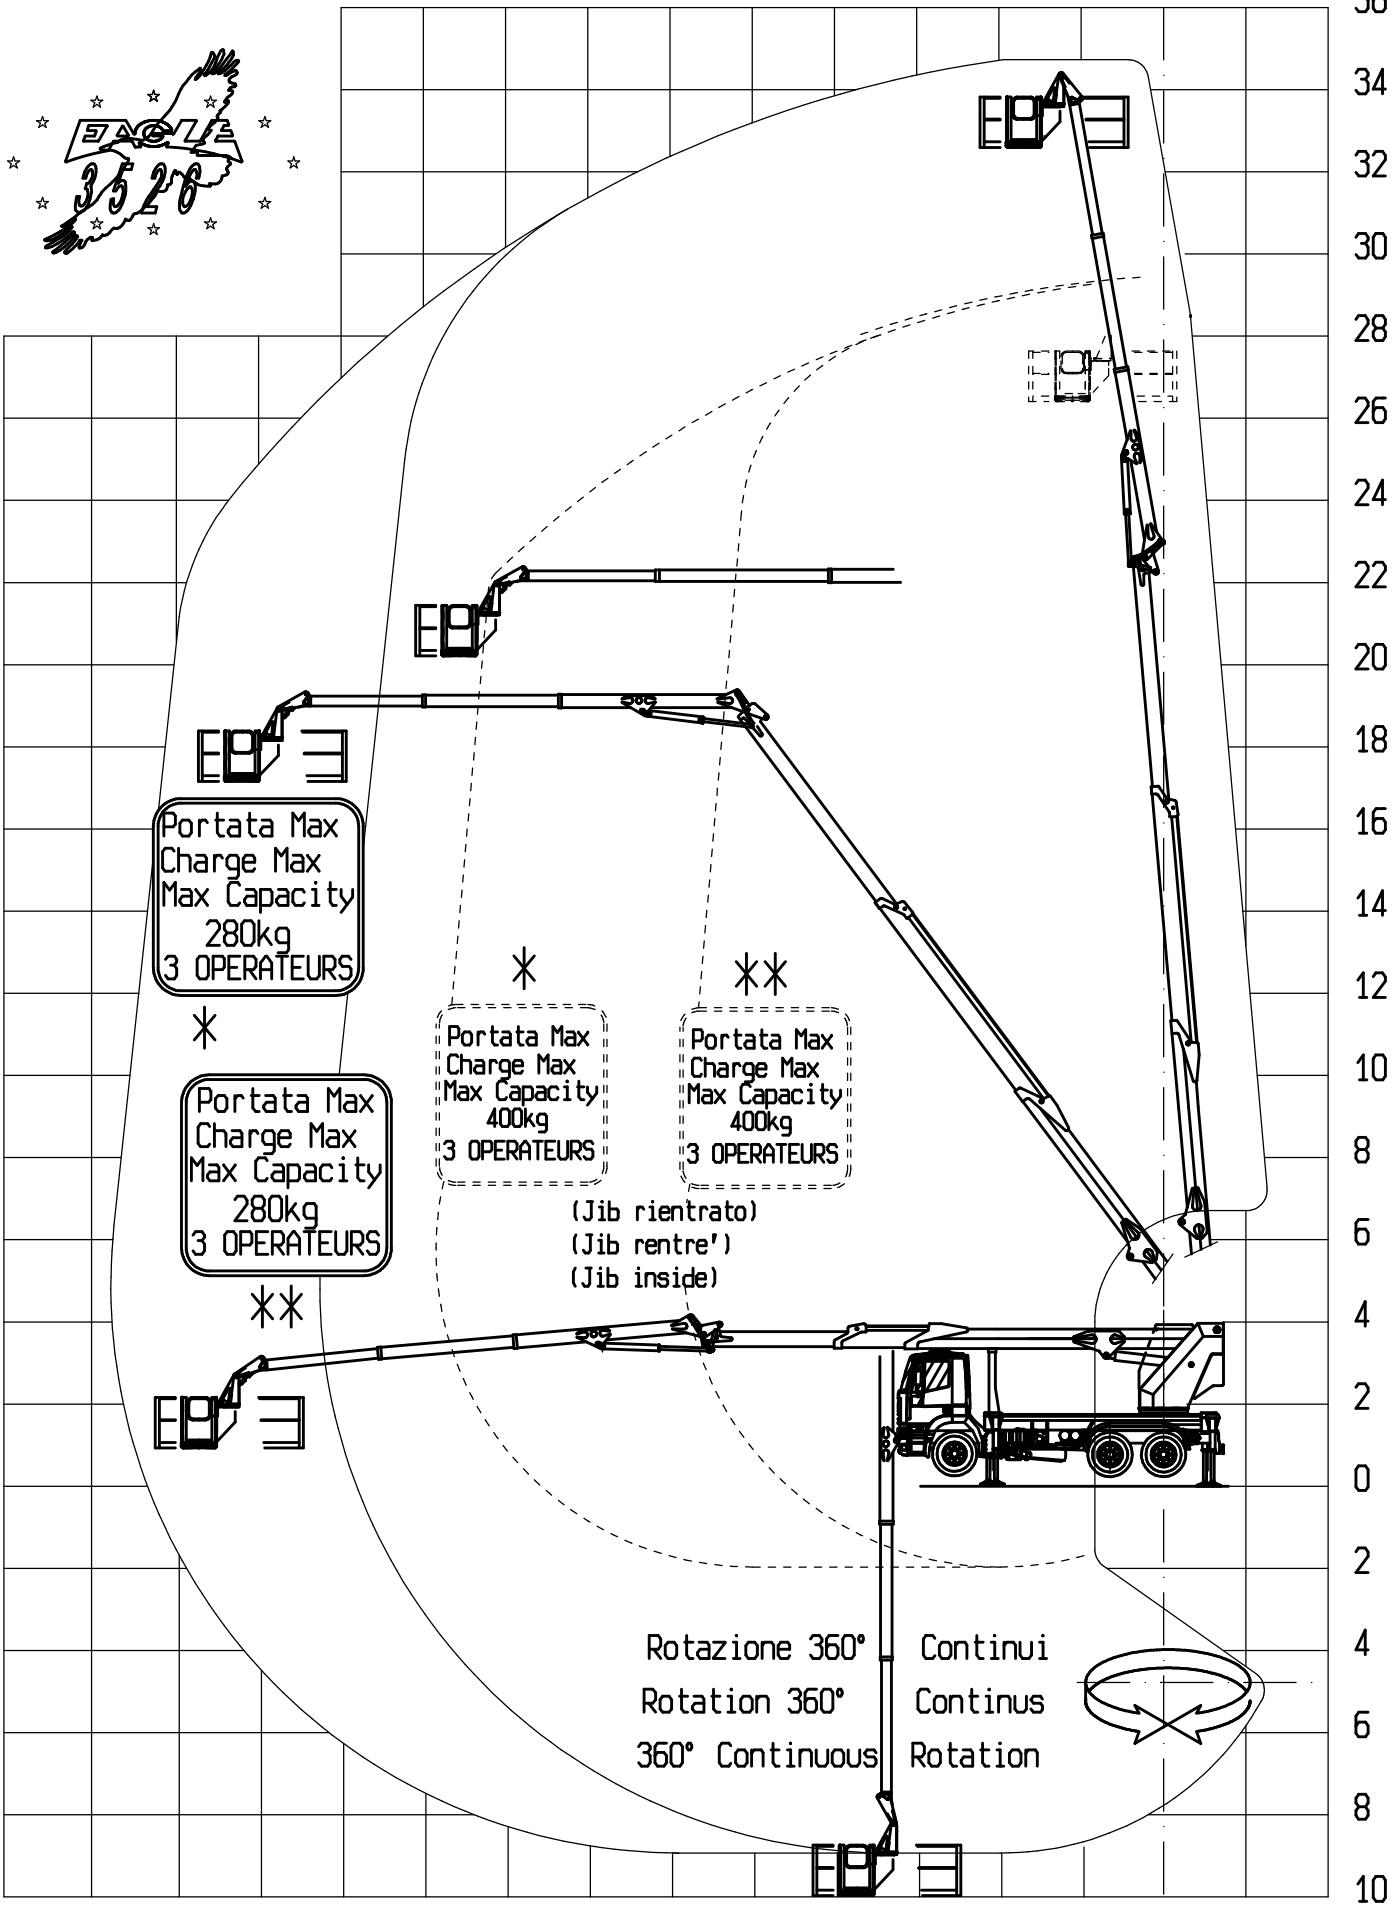 EAGLE
3526
36
34
32
30
28
26
24
22
20
18
16
14
12
10
8
6
4
2
0
2
4
6
8
10
Portata Max
Charge Max
Max Capacity
280kg
3 OPERATEURS
*
Portata Max
Charge Max
Max Capacity
280kg
3 OPERATEURS
**
*
Portata Max
Charge Max
Max Capacity
400kg
3 OPERATEURS
**
Portata Max
Charge Max
Max Capacity
400kg
3 OPERATEURS
(Jib rientrato)
(Jib rentre')
(Jib inside)
Rotazione 360° Continui
Rotation 360° Continus
360° Continuous Rotation